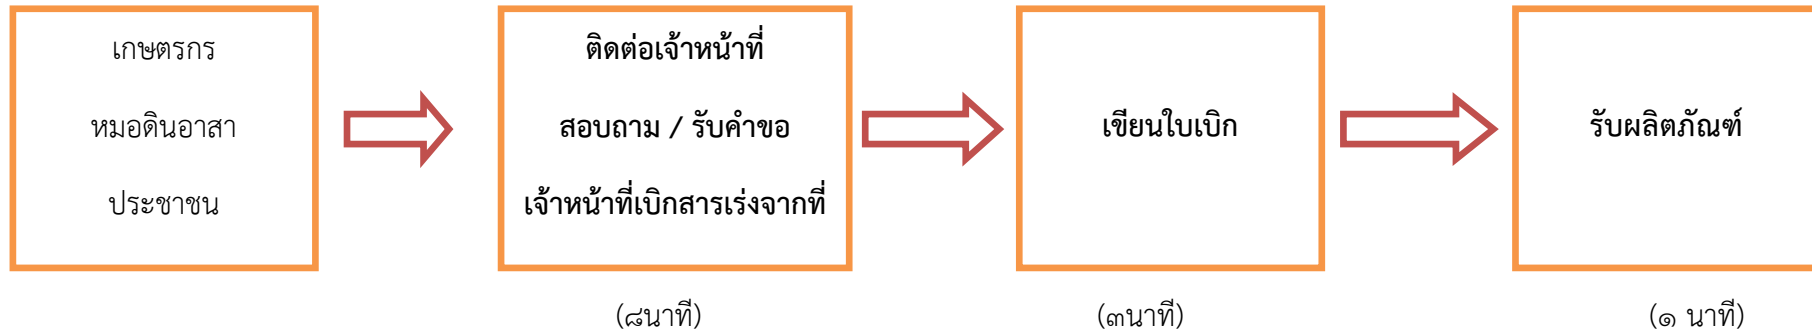 เกษตรกร
หมอดินอาสา
ประชาชน
ติดต่อเจ้าหน้าที่
สอบถาม / รับคำขอ
เจ้าหน้าที่เบิกสารเร่งจากที่
(๘นาที)
เขียนใบเบิก
(๓นาที)
รับผลิตภัณฑ์
(๑ นาที)